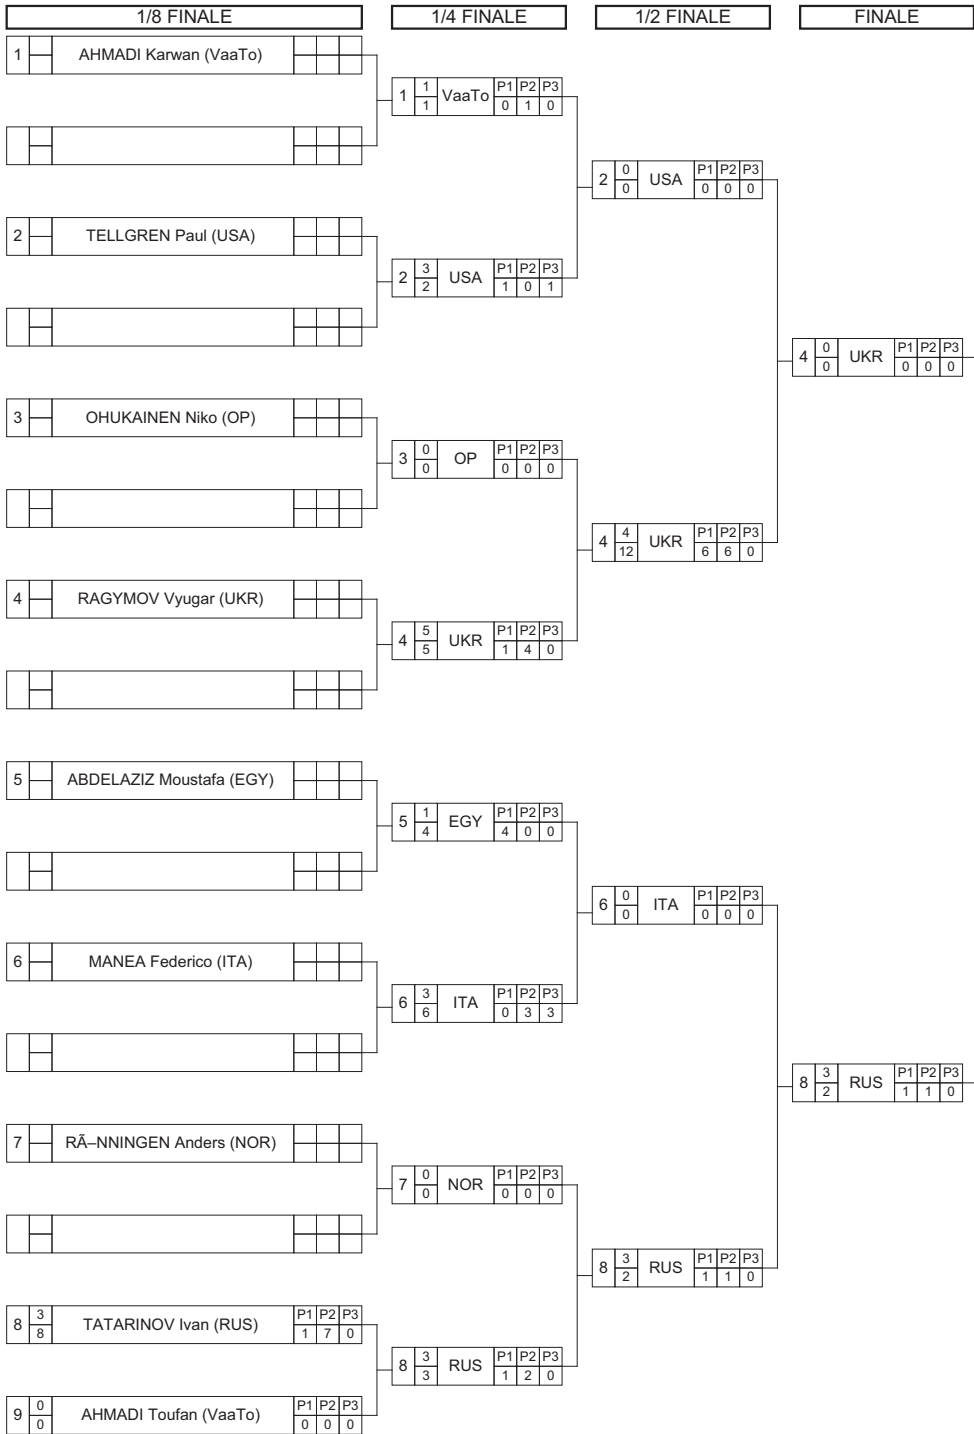 1/8 FINALE 1/4 FINALE 1/2 FINALE FINALE
1 AHMADI Karwan (VaaTo)
1 1 VaaTo P1 P2 P3
1 0 1 0
2 0 USA P1 P2 P3
0 0 0 0
2 TELLGREN Paul (USA)
2 3 USA P1 P2 P3
2 1 0 1
4 0 UKR P1 P2 P3
0 0 0 0
3 OHUKAINEN Niko (OP)
3 0 OP P1 P2 P3
0 0 0 0
4 4 UKR P1 P2 P3
12 6 6 0
4 RAGYMOV Vyugar (UKR)
4 5 UKR P1 P2 P3
5 1 4 0
5 ABDELAZIZ Moustafa (EGY)
5 1 EGY P1 P2 P3
4 4 0 0
6 0 ITA P1 P2 P3
0 0 0 0
6 MANEA Federico (ITA)
6 3 ITA P1 P2 P3
6 0 3 3
8 3 RUS P1 P2 P3
2 1 1 0
7 RÃ–NNINGEN Anders (NOR)
7 0 NOR P1 P2 P3
0 0 0 0
8 3 RUS P1 P2 P3
2 1 1 0
8 3 TATARINOV Ivan (RUS) P1 P2 P3
8 1 7 0
8 3 RUS P1 P2 P3
3 1 2 0
9 0 AHMADI Toufan (VaaTo) P1 P2 P3
0 0 0 0